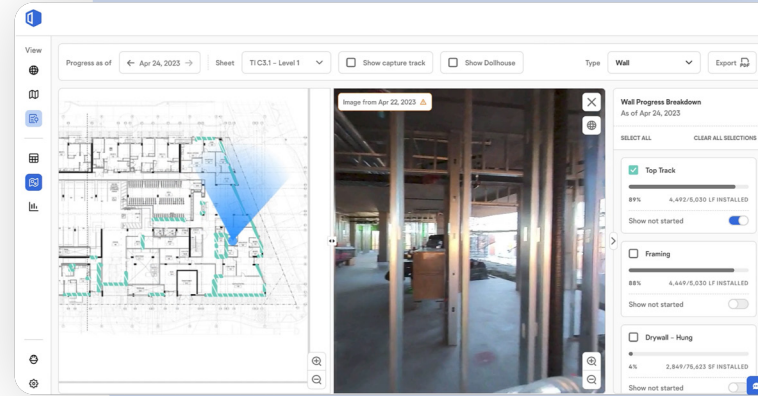 View
Progress as of
← Apr 24, 2023 →
Sheet
TI C3.1 - Level 1
Show capture track
Show Dollhouse
Type
Wall
Export
PDF
Image from Apr 22, 2023
Wall Progress Breakdown
As of Apr 24, 2023
SELECT ALL
CLEAR ALL SELECTIONS
Top Track
89%
4,492/5,030 LF INSTALLED
Show not started
Framing
88%
4,449/5,030 LF INSTALLED
Show not started
Drywall - Hung
4%
2,849/75,623 SF INSTALLED
Show not started